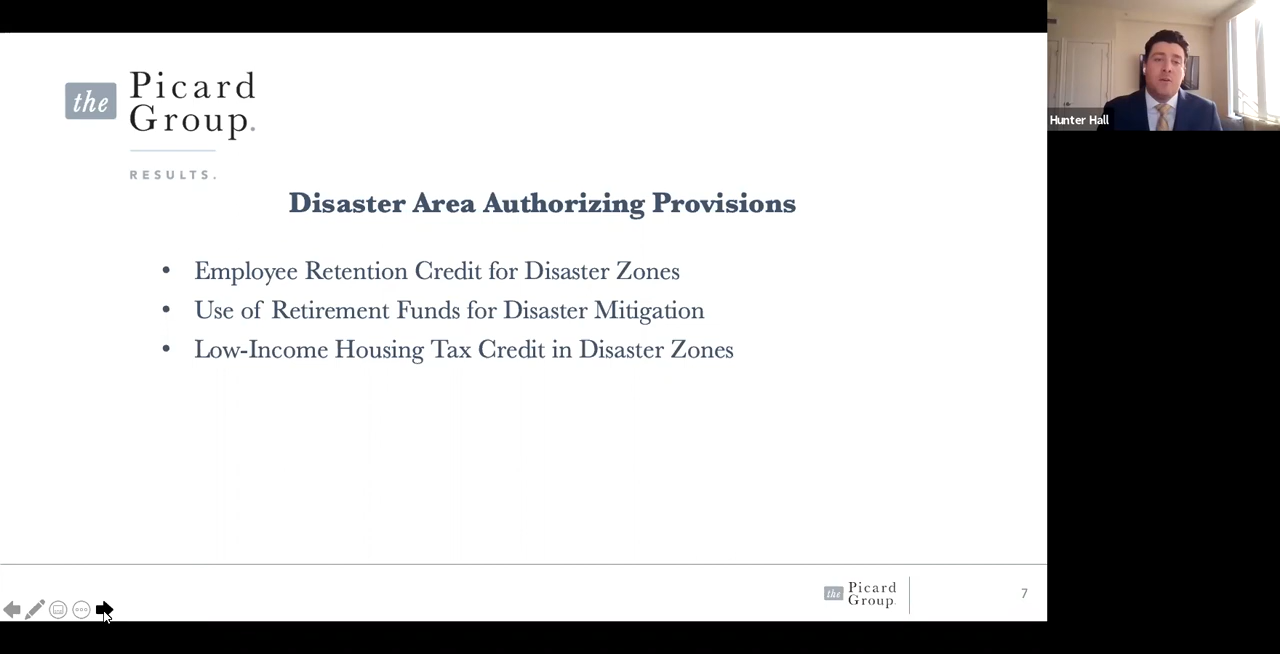 the Picard
Group.
RESULTS.
Disaster Area Authorizing Provisions
• Employee Retention Credit for Disaster Zones
• Use of Retirement Funds for Disaster Mitigation
• Low-Income Housing Tax Credit in Disaster Zones
the Picard
Group.
7
Hunter Hall